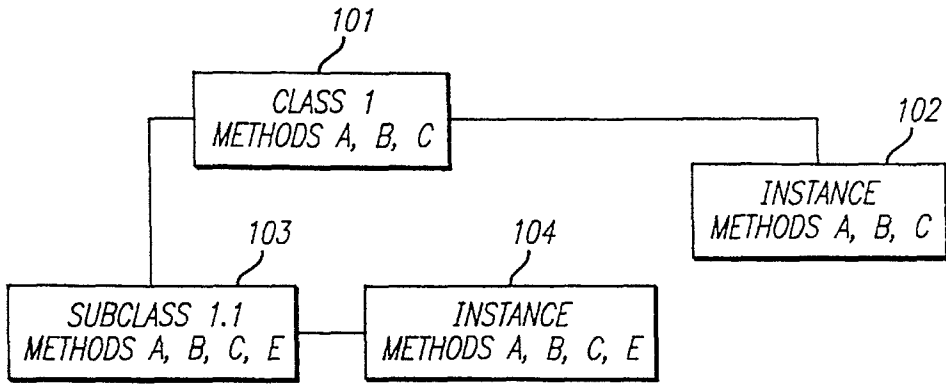 101
CLASS 1
METHODS A, B, C
102
INSTANCE
METHODS A, B, C
103
SUBCLASS 1.1
METHODS A, B, C, E
104
INSTANCE
METHODS A, B, C, E